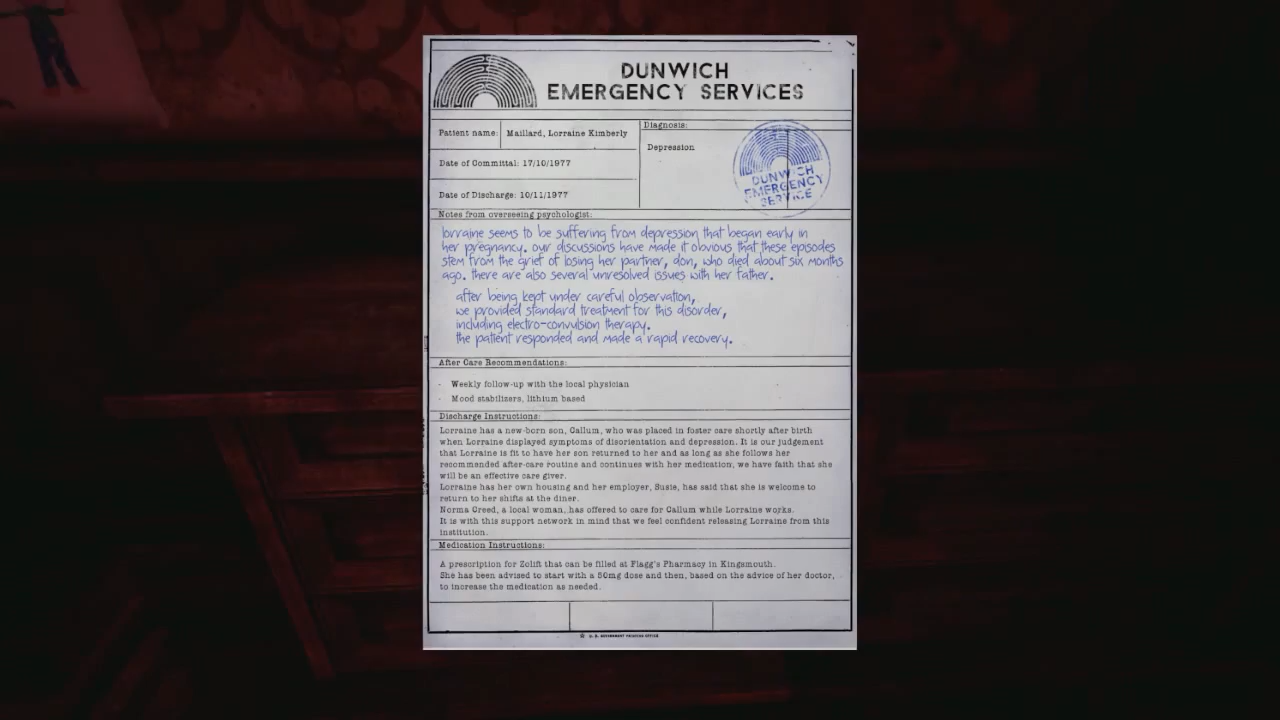 DUNWICH
EMERGENCY SERVICES
Patient name: Maillard, Lorraine Kimberly
Diagnosis:
Depression
Date of Committal: 17/10/1977
Date of Discharge: 10/11/1977
DUNWICH
EMERGENCY
SERVICE
Notes from overseeing psychologist:
lorraine seems to be suffering from depression that began early in
her pregnancy. our discussions have made it obvious that these episodes
stem from the grief of losing her partner, don, who died about six months
ago. there are also several unresolved issues with her father.
after being kept under careful observation,
we provided standard treatment for this disorder,
including electro-convulsion therapy.
the patient responded and made a rapid recovery.
After Care Recommendations:
- Weekly follow-up with the local physician
- Mood stabilizers, lithium based
Discharge Instructions:
Lorraine has a new-born son, Callum, who was placed in foster care shortly after birth
when Lorraine displayed symptoms of disorientation and depression. It is our judgement
that Lorraine is fit to have her son returned to her and as long as she follows her
recommended after-care routine and continues with her medication; we have faith that she
will be an effective care giver.
Lorraine has her own housing and her employer, Susie, has said that she is welcome to
return to her shifts at the diner.
Norma Creed, a local woman, has offered to care for Callum while Lorraine works.
It is with this support network in mind that we feel confident releasing Lorraine from this
institution.
Medication Instructions:
A prescription for Zolift that can be filled at Flagg's Pharmacy in Kingsmouth.
She has been advised to start with a 50mg dose and then, based on the advice of her doctor,
to increase the medication as needed.
☆ U. S. GOVERNMENT PRINTING OFFICE